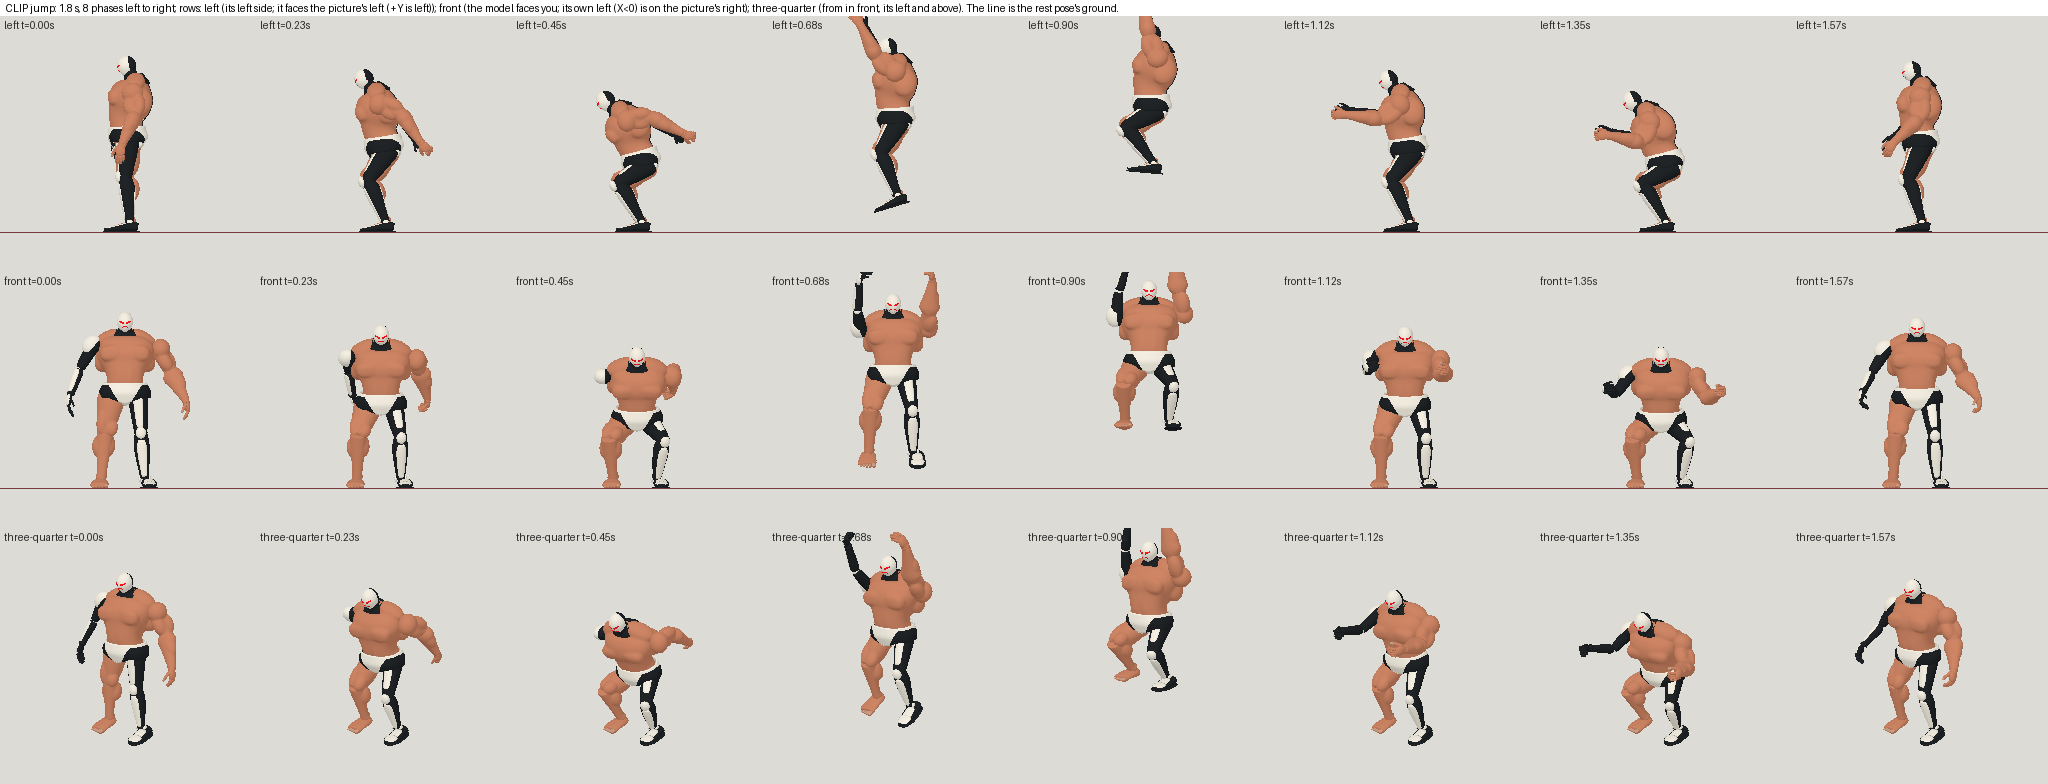 CLIP jump: 1.8 s, 8 phases left to right; rows: left (its left side; it faces the picture's left (+Y is left)); front (the model faces you; its own left (X<0) is on the picture's right); three-quarter (from in front, its left and above). The line is the rest pose's ground.
left t=0.00s left t=0.23s left t=0.45s left t=0.68s left t=0.90s left t=1.12s left t=1.35s left t=1.57s
front t=0.00s front t=0.23s front t=0.45s front t=0.68s front t=0.90s front t=1.12s front t=1.35s front t=1.57s
three-quarter t=0.00s three-quarter t=0.23s three-quarter t=0.45s three-quarter t=0.68s three-quarter t=0.90s three-quarter t=1.12s three-quarter t=1.35s three-quarter t=1.57s